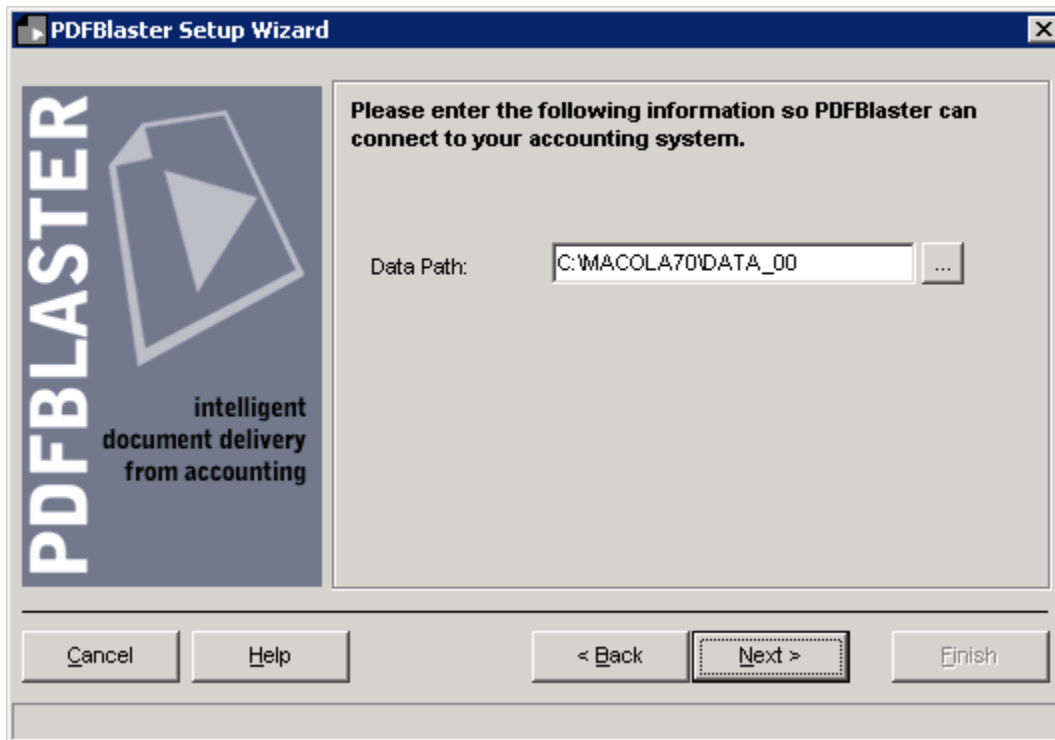 PDFBlaster Setup Wizard
PDFBLASTER
intelligent
document delivery
from accounting
Please enter the following information so PDFBlaster can
connect to your accounting system.
Data Path: C:\MACOLA70\DATA_00 ...
Cancel Help < Back Next > Finish